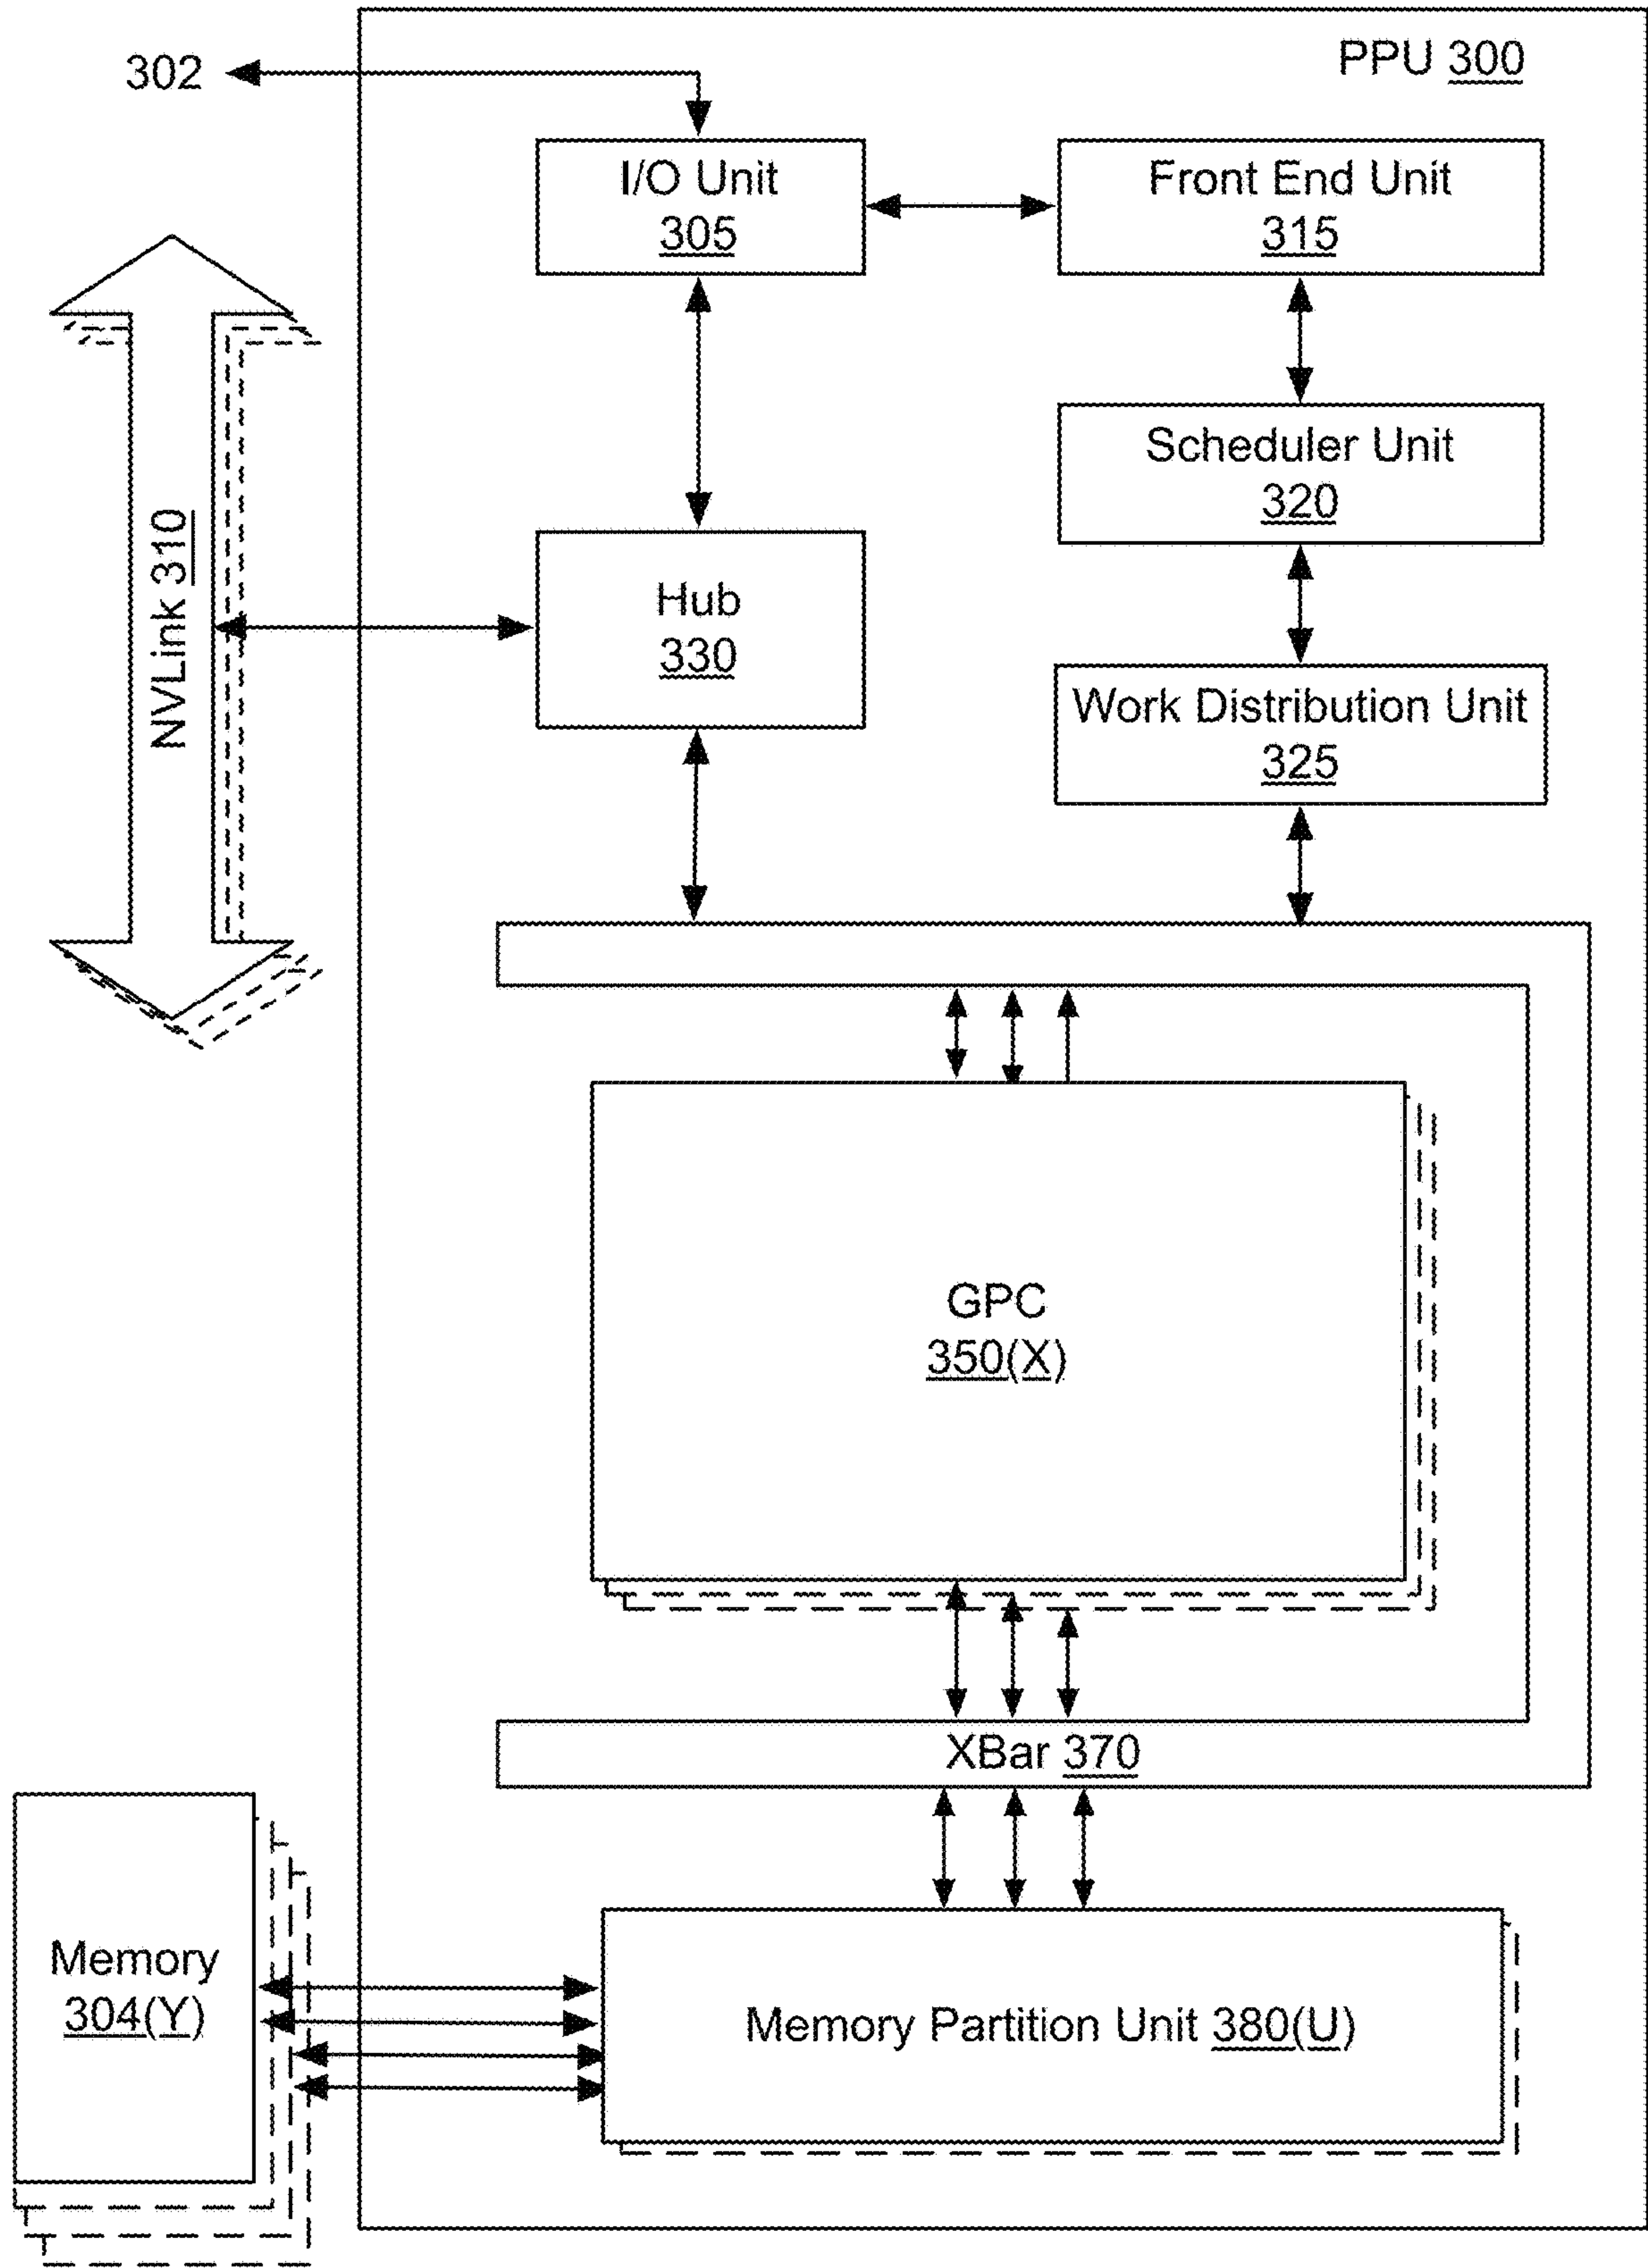 PPU 300
302
I/O Unit
305
Front End Unit
315
Scheduler Unit
320
NVLink 310
Hub
330
Work Distribution Unit
325
GPC
350(X)
XBar 370
Memory
304(Y)
Memory Partition Unit 380(U)